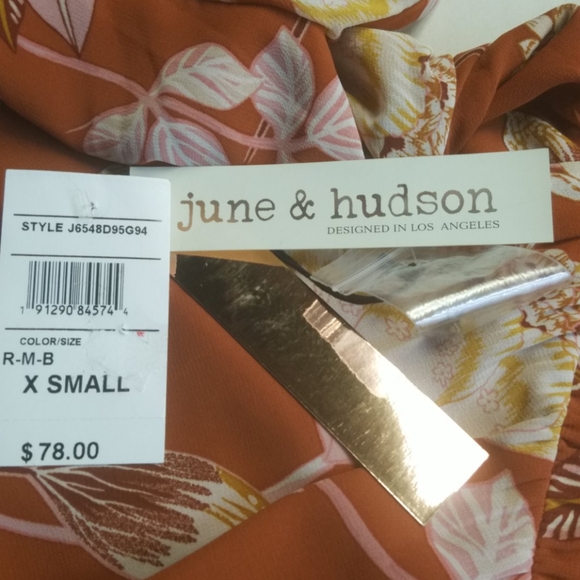 STYLE J6548D95G94
1 91290 84574 4
COLOR/SIZE
R-M-B
X SMALL
$78.00
june & hudson
DESIGNED IN LOS ANGELES